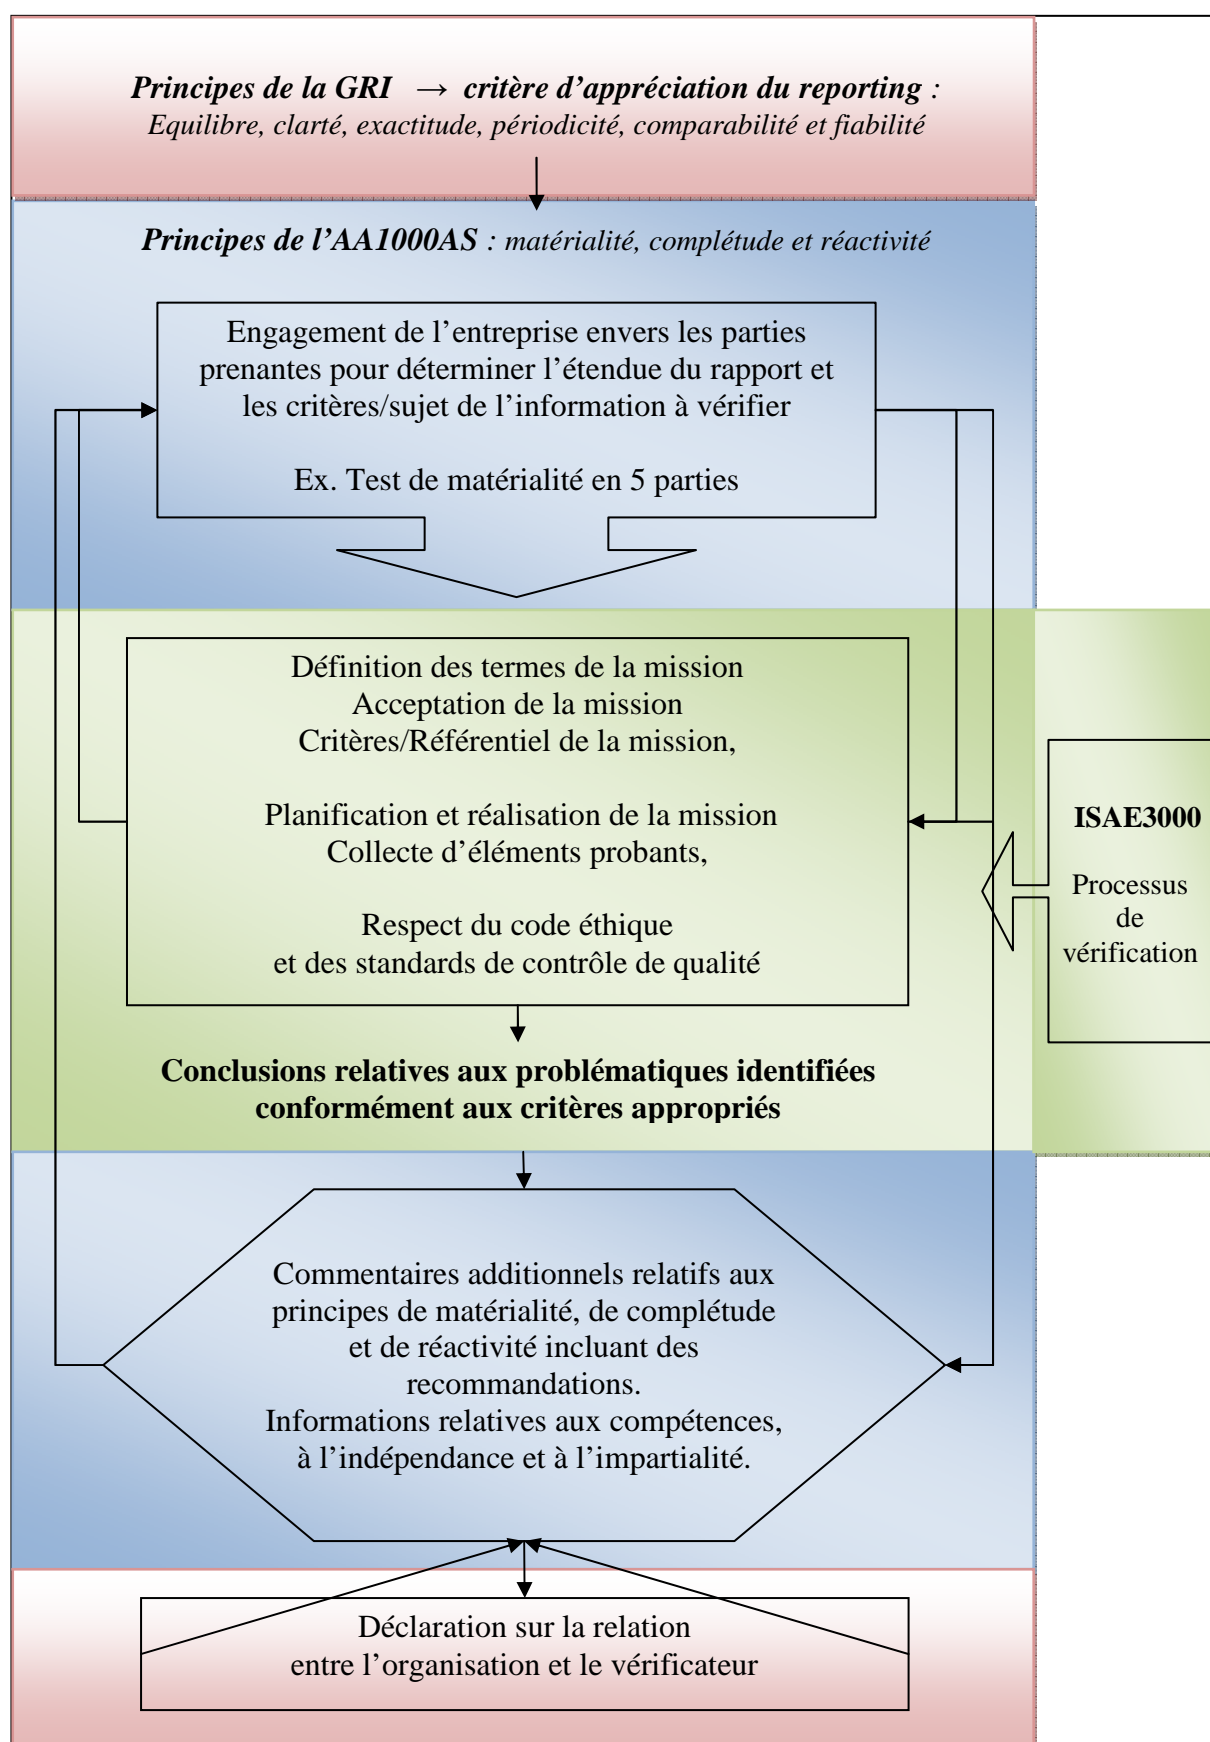 Principes de la GRI → critère d’appréciation du reporting :
Equilibre, clarté, exactitude, périodicité, comparabilité et fiabilité
Principes de l’AA1000AS : matérialité, complétude et réactivité
Engagement de l’entreprise envers les parties
prenantes pour déterminer l’étendue du rapport et
les critères/sujet de l’information à vérifier
Ex. Test de matérialité en 5 parties
Définition des termes de la mission
Acceptation de la mission
Critères/Référentiel de la mission,
Planification et réalisation de la mission
Collecte d’éléments probants,
Respect du code éthique
et des standards de contrôle de qualité
ISAE3000
Processus
de
vérification
Conclusions relatives aux problématiques identifiées
conformément aux critères appropriés
Commentaires additionnels relatifs aux
principes de matérialité, de complétude
et de réactivité incluant des
recommandations.
Informations relatives aux compétences,
à l’indépendance et à l’impartialité.
Déclaration sur la relation
entre l’organisation et le vérificateur